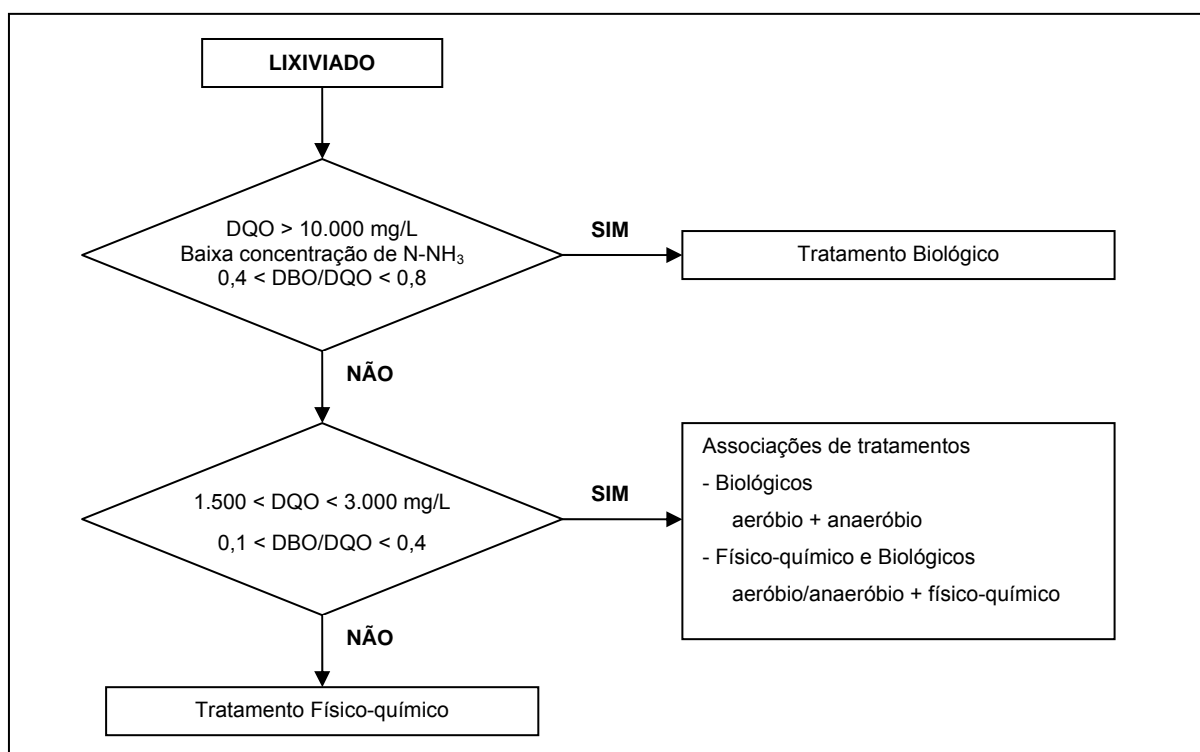 LIXIVIADO
DQO > 10.000 mg/L
Baixa concentração de N-NH₃
0,4 < DBO/DQO < 0,8
SIM
Tratamento Biológico
NÃO
1.500 < DQO < 3.000 mg/L
0,1 < DBO/DQO < 0,4
SIM
Associações de tratamentos
- Biológicos
aeróbio + anaeróbio
- Físico-químico e Biológicos
aeróbio/anaeróbio + físico-químico
NÃO
Tratamento Físico-químico